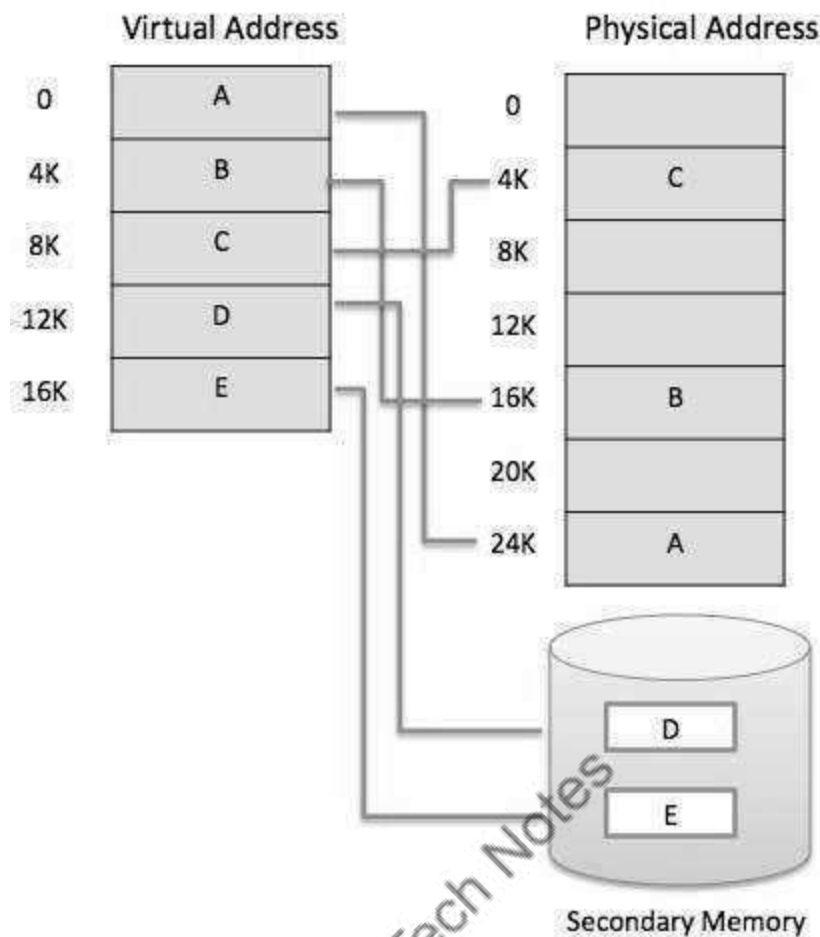 Virtual Address
Physical Address
0
A
4K
B
8K
C
12K
D
16K
E
0
4K
C
8K
12K
16K
B
20K
24K
A
D
E
Tech Notes
Secondary Memory